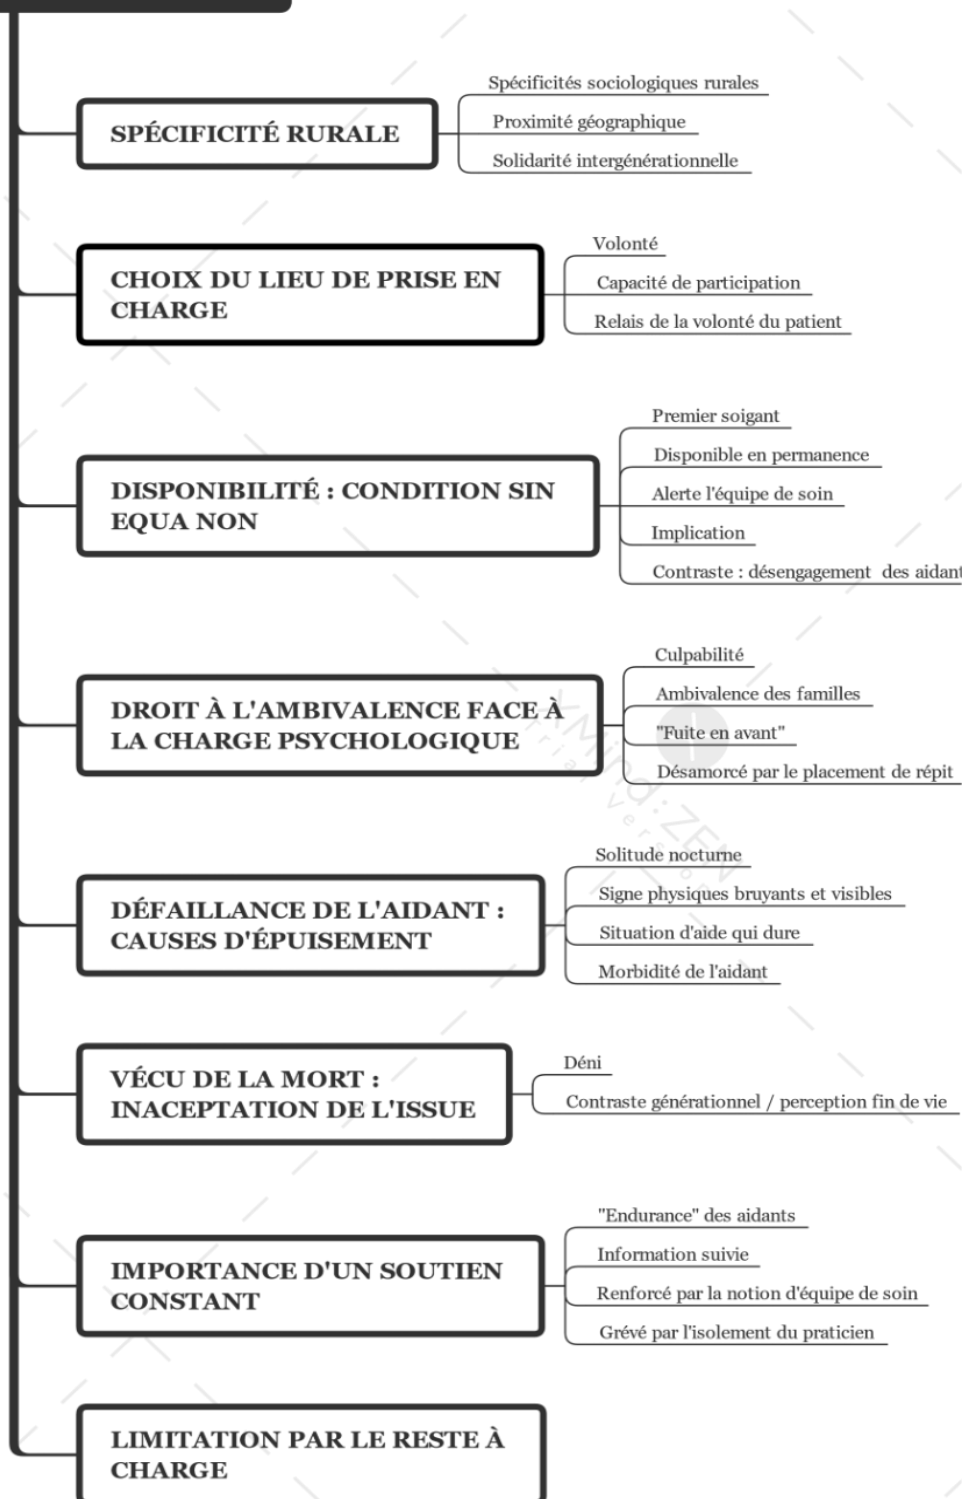 Spécificités sociologiques rurales
SPÉCIFICITÉ RURALE
Proximité géographique
Solidarité intergénérationnelle
Volonté
CHOIX DU LIEU DE PRISE EN
CHARGE
Capacité de participation
Relais de la volonté du patient
Premier soigant
Disponible en permanence
DISPONIBILITÉ : CONDITION SIN
EQUA NON
Alerte l'équipe de soin
Implication
Contraste : désengagement des aidant
Culpabilité
Ambivalence des familles
DROIT À L'AMBIVALENCE FACE À
LA CHARGE PSYCHOLOGIQUE
"Fuite en avant"
Désamorcé par le placement de répit
XMind:ZEN
Trial Version
Solitude nocturne
Signe physiques bruyants et visibles
DÉFAILLANCE DE L'AIDANT :
CAUSES D'ÉPUISEMENT
Situation d'aide qui dure
Morbidité de l'aidant
Déni
VÉCU DE LA MORT :
INACEPTATION DE L'ISSUE
Contraste générationnel / perception fin de vie
"Endurance" des aidants
Information suivie
IMPORTANCE D'UN SOUTIEN
CONSTANT
Renforcé par la notion d'équipe de soin
Grévé par l'isolement du praticien
LIMITATION PAR LE RESTE À
CHARGE